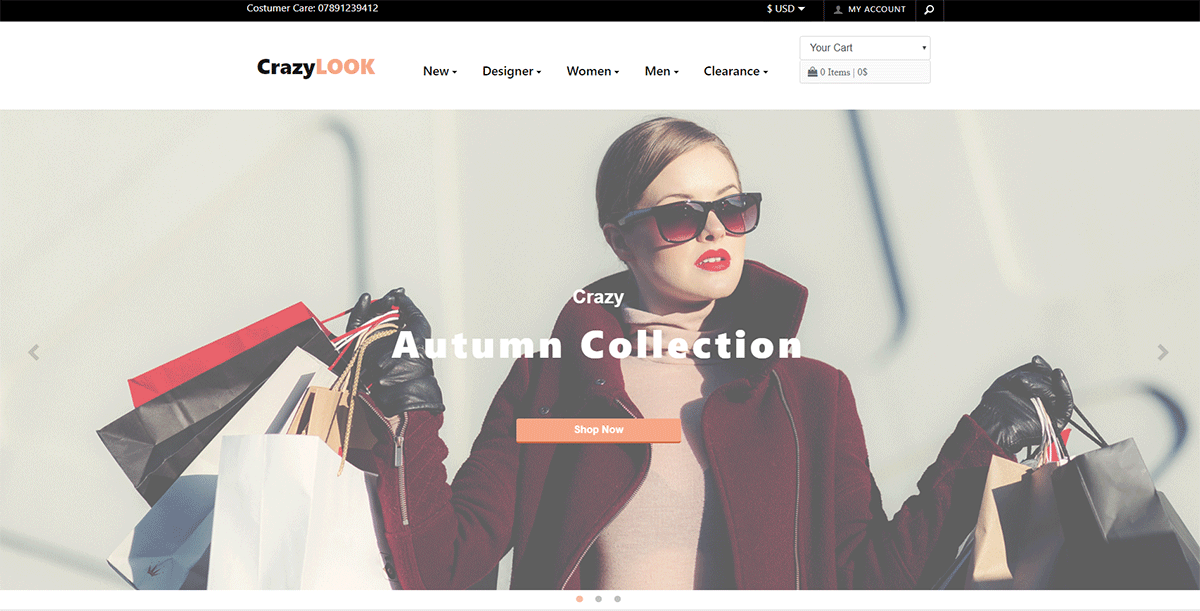 Costumer Care: 07891239412
$ USD
MY ACCOUNT
CrazyLOOK
New
Designer
Women
Men
Clearance
Your Cart
0 Items | 0$
Crazy
Autumn Collection
Shop Now